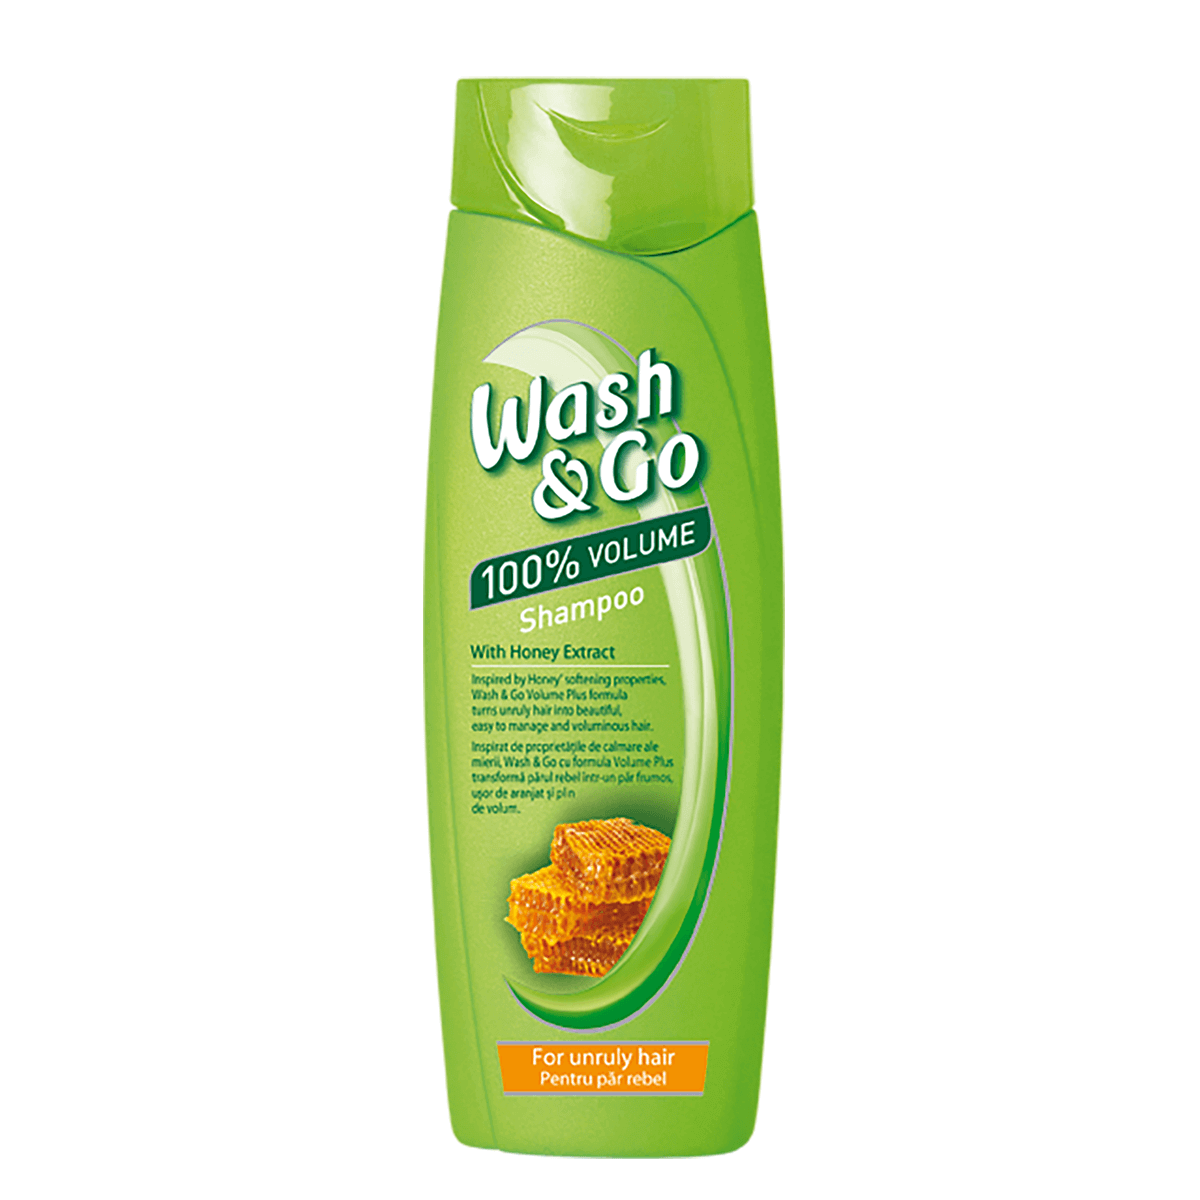 Wash
&Go
100% VOLUME
Shampoo
With Honey Extract
Inspired by Honey' softening properties,
Wash & Go Volume Plus formula
turns unruly hair into beautiful,
easy to manage and voluminous hair.
Inspirat de proprietățile de calmare ale
mierii, Wash & Go cu formula Volume Plus
transformă părul rebel într-un păr frumos,
ușor de aranjat și plin
de volum.
For unruly hair
Pentru păr rebel